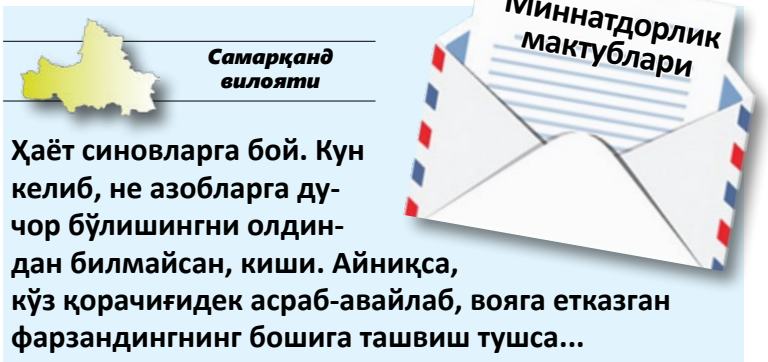 Миннатдорлик
мактублари
Самарқанд
вилояти
Ҳаёт синовларга бой. Кун
келиб, не азобларга ду-
чор бўлишингни олдин-
дан билмайсан, киши. Айниқса,
кўз қорачиғидек асраб-авайлаб, вояга етказган
фарзандингнинг бошига ташвиш тушса...